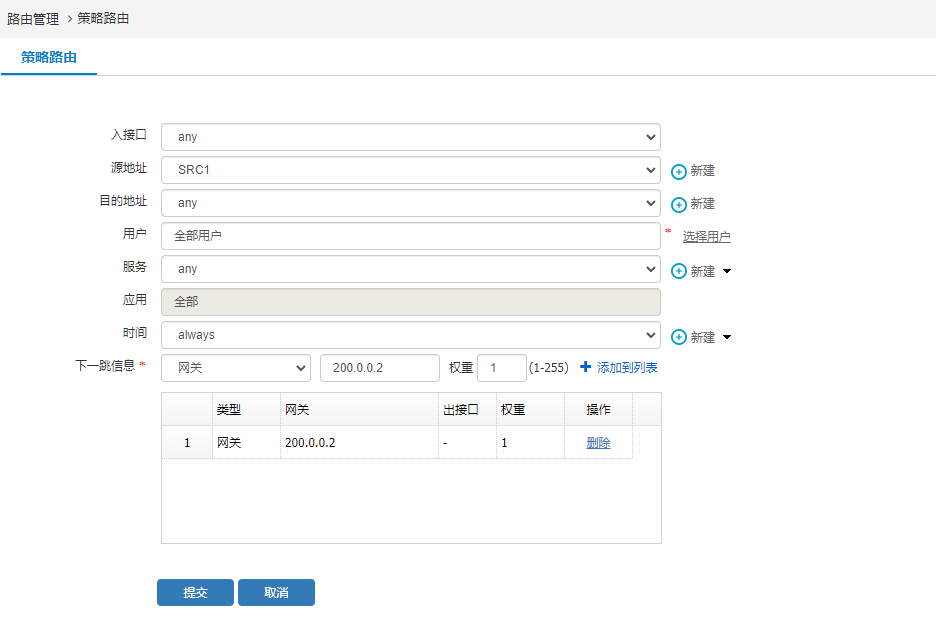 路由管理 > 策略路由
策略路由
入接口 any
源地址 SRC1 新建
目的地址 any 新建
用户 全部用户 * 选择用户
服务 any 新建
应用 全部
时间 always 新建
下一跳信息 * 网关 200.0.0.2 权重 1 (1-255) 添加到列表
类型 网关 出接口 权重 操作
1 网关 200.0.0.2 - 1 删除
提交 取消